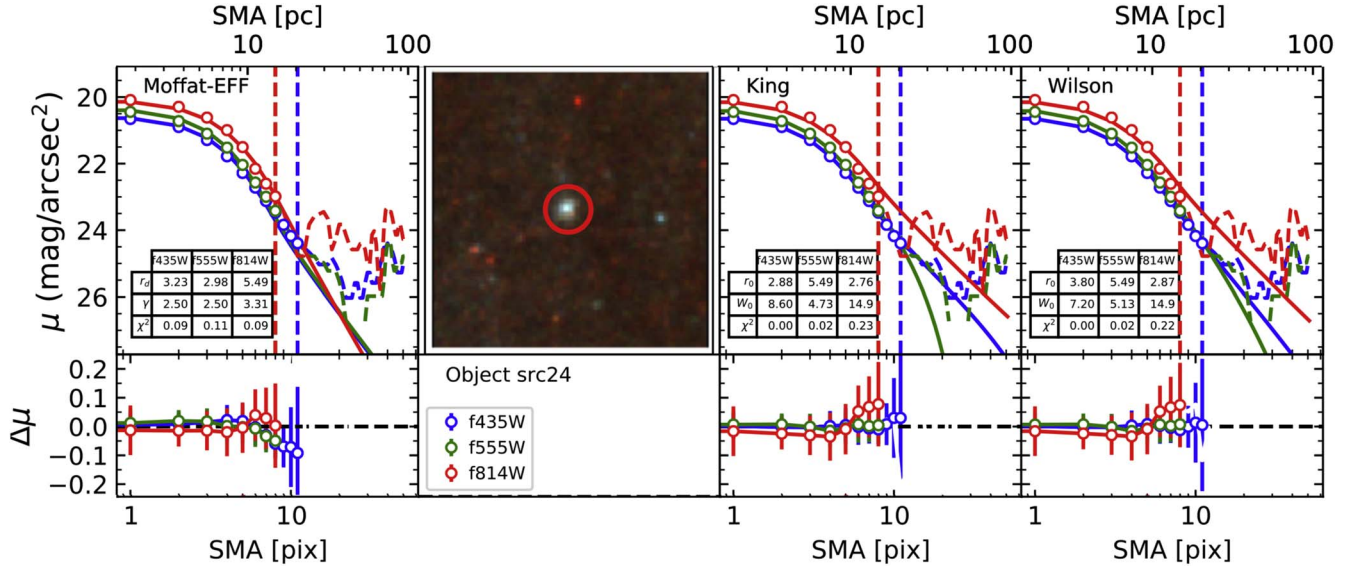 SMA [pc]
10
100
Moffat-EFF
μ (mag/arcsec²)
20
22
24
26
f435W f555W f814W
r_d 3.23 2.98 5.49
γ 2.50 2.50 3.31
χ² 0.09 0.11 0.09
Δμ
0.2
0.1
0.0
−0.1
−0.2
1
10
SMA [pix]
Object src24
f435W
f555W
f814W
SMA [pc]
10
100
King
f435W f555W f814W
r₀ 2.88 5.49 2.76
W₀ 8.60 4.73 14.9
χ² 0.00 0.02 0.23
1
10
SMA [pix]
SMA [pc]
10
100
Wilson
f435W f555W f814W
r₀ 3.80 5.49 2.87
W₀ 7.20 5.13 14.9
χ² 0.00 0.02 0.22
1
10
SMA [pix]